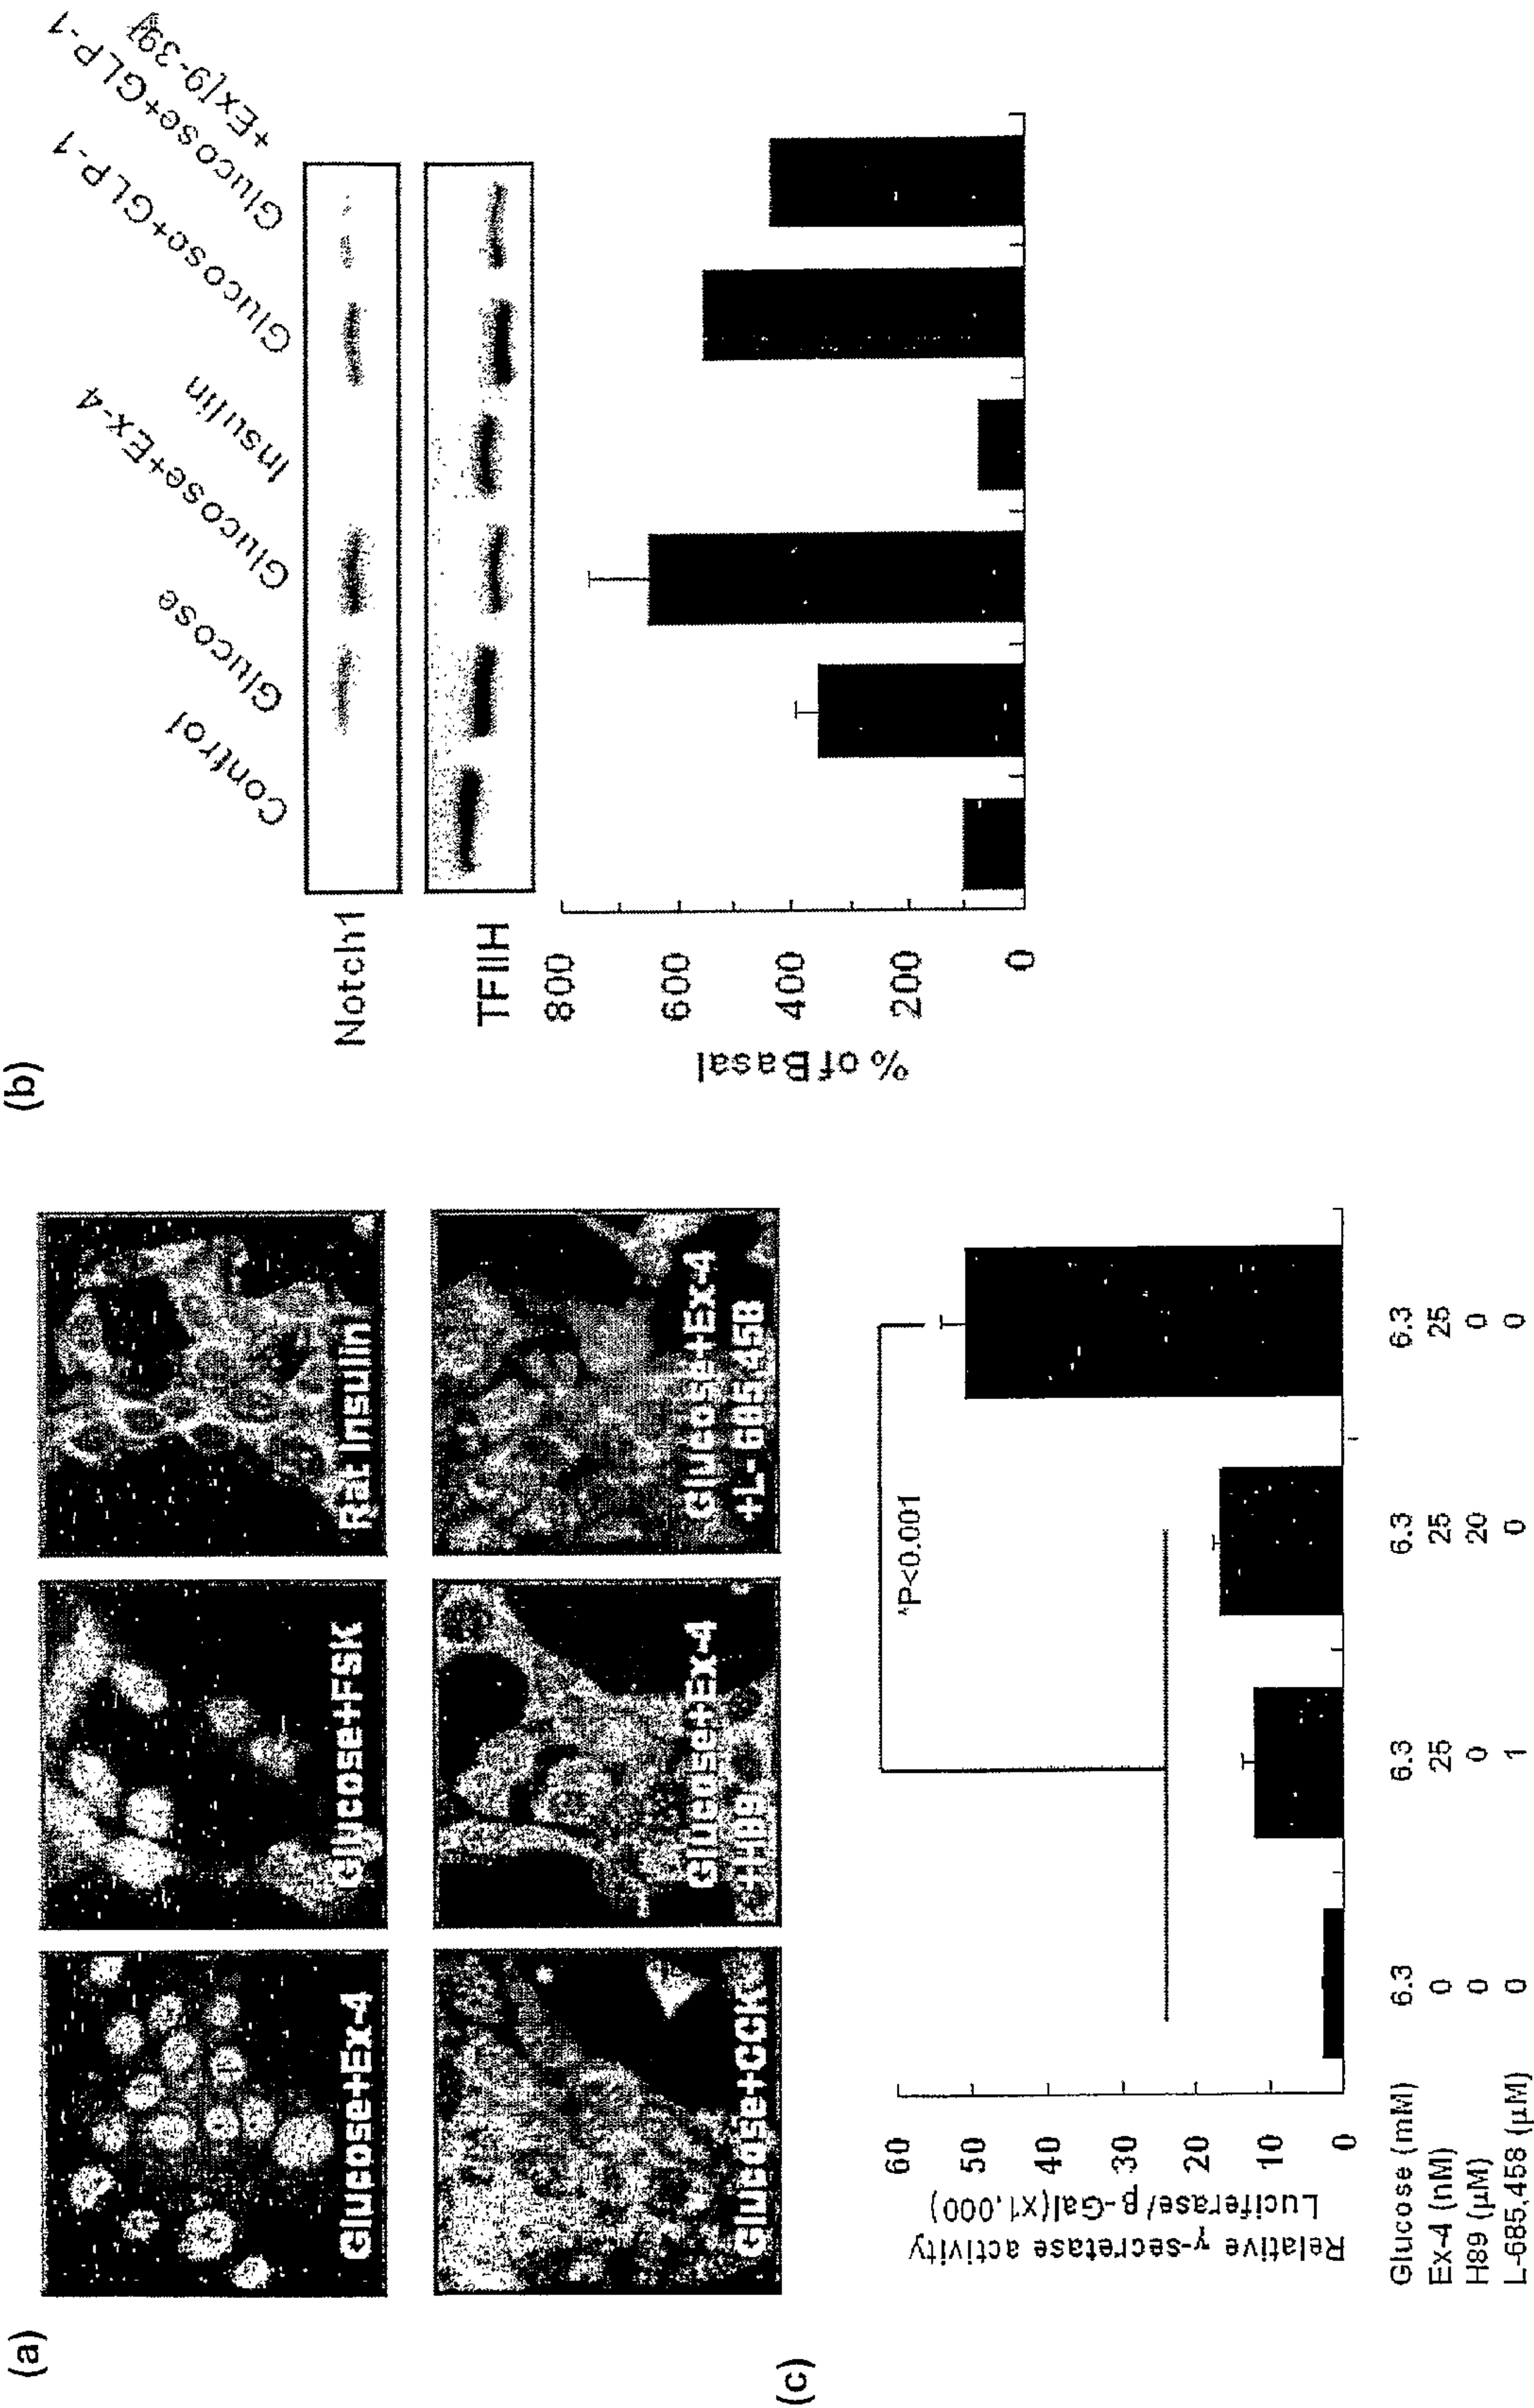 (a)
Glucose+Ex-4
Glucose+FSK
Rat Insulin
Glucose+CCK
Glucose+Ex-4
+H89
Glucose+Ex-4
+L-685,458
(b)
Control
Glucose
Glucose+Ex-4
Insulin
Glucose+GLP-1
Glucose+GLP-1
+Ex[9-39]
Notch1
TFIIH
% of Basal
800
600
400
200
0
(c)
Relative γ-secretase activity
Luciferase/ β-Gal(x1,000)
60
50
40
30
20
10
0
*P<0.001
Glucose (mM) 6.3 6.3 6.3 6.3
Ex-4 (nM) 0 25 25 25
H89 (μM) 0 0 20 0
L-685,458 (μM) 0 1 0 0